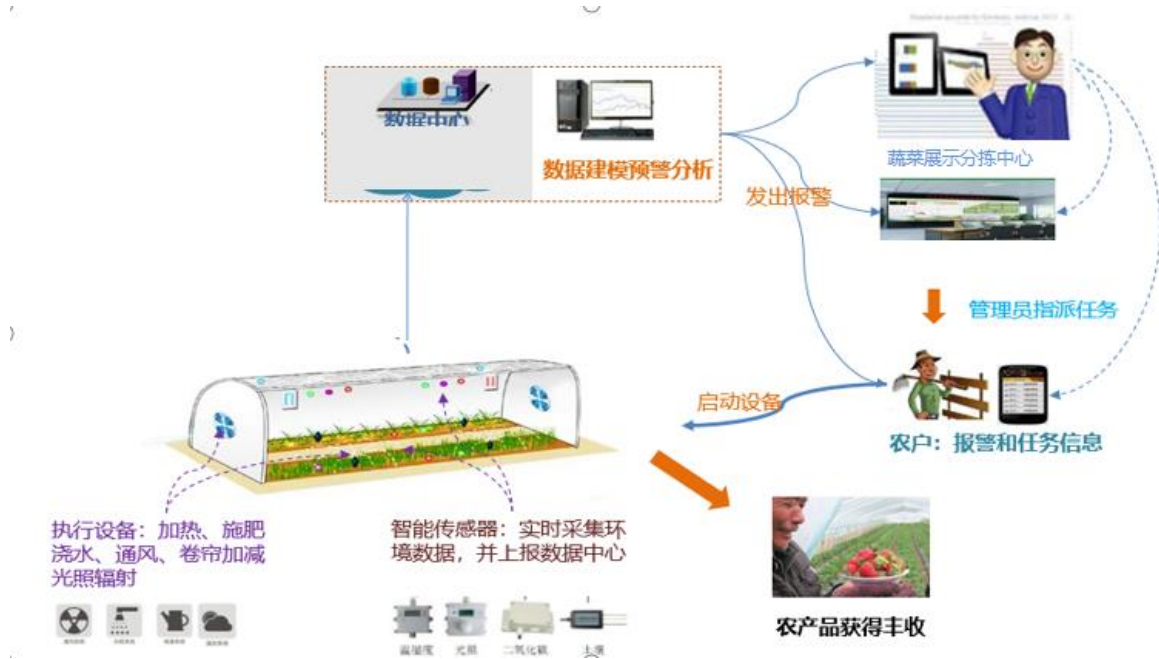 数据中心
数据建模预警分析
蔬菜展示分拣中心
发出报警
管理员指派任务
启动设备
农户：报警和任务信息
执行设备：加热、施肥
浇水、通风、卷帘加减
光照辐射
智能传感器：实时采集环
境数据，并上报数据中心
温湿度
光照
二氧化碳
土壤
农产品获得丰收